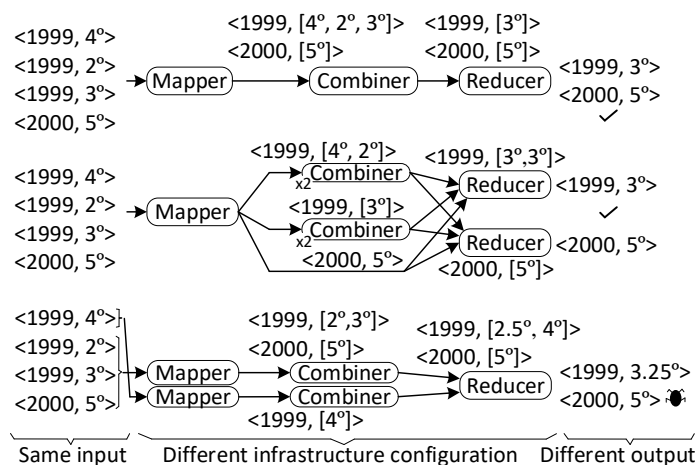 <1999, [4º, 2º, 3º]> <1999, [3º]>
<1999, 4º>
<2000, [5º]> <2000, [5º]>
<1999, 2º>
<1999, 3º> Mapper Combiner Reducer <1999, 3º>
<2000, 5º> <2000, 5º>
<1999, [4º, 2º]> <1999, [3º,3º]>
<1999, 4º> x2 Combiner Reducer <1999, 3º>
<1999, 2º> Mapper
<1999, 3º> <1999, [3º]>
x2 Combiner Reducer <2000, 5º>
<2000, 5º> <2000, 5º> <2000, [5º]>
<1999, 4º> <1999, [2º,3º]> <1999, [2.5º, 4º]>
<1999, 2º> <2000, [5º]> <2000, [5º]>
<1999, 3º> Mapper Combiner Reducer <1999, 3.25º>
<2000, 5º> Mapper Combiner <2000, 5º>
<1999, [4º]>
Same input Different infrastructure configuration Different output